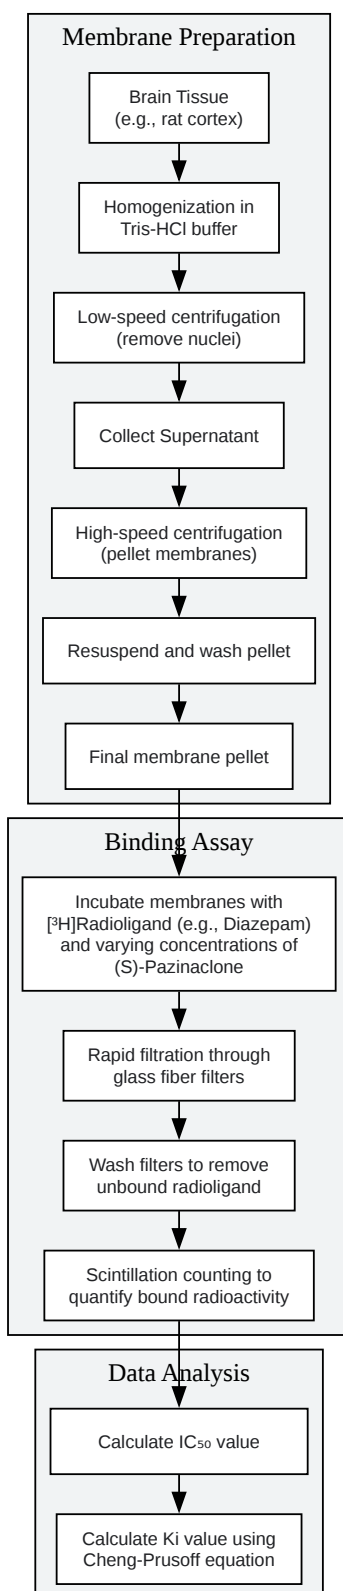 Membrane Preparation
Brain Tissue
(e.g., rat cortex)
Homogenization in
Tris-HCl buffer
Low-speed centrifugation
(remove nuclei)
Collect Supernatant
High-speed centrifugation
(pellet membranes)
Resuspend and wash pellet
Final membrane pellet
Binding Assay
Incubate membranes with
[³H]Radioligand (e.g., Diazepam)
and varying concentrations of
(S)-Pazinaclone
Rapid filtration through
glass fiber filters
Wash filters to remove
unbound radioligand
Scintillation counting to
quantify bound radioactivity
Data Analysis
Calculate IC₅₀ value
Calculate Ki value using
Cheng-Prusoff equation